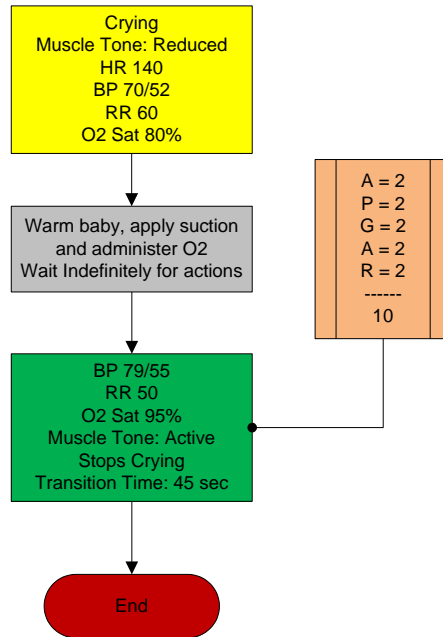 Crying
Muscle Tone: Reduced
HR 140
BP 70/52
RR 60
O2 Sat 80%
Warm baby, apply suction
and administer O2
Wait Indefinitely for actions
A = 2
P = 2
G = 2
A = 2
R = 2
------
10
BP 79/55
RR 50
O2 Sat 95%
Muscle Tone: Active
Stops Crying
Transition Time: 45 sec
End